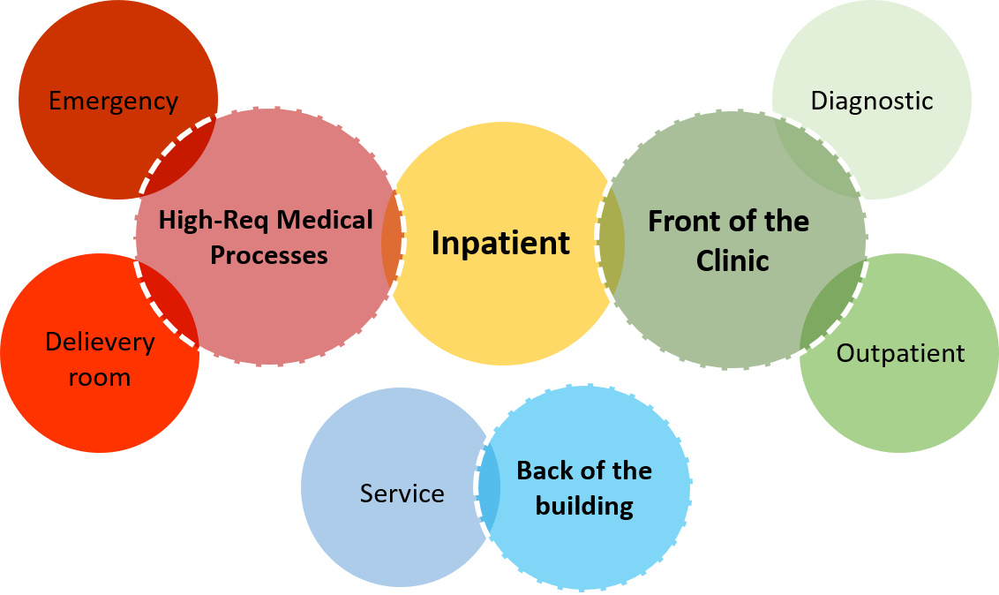 Emergency
Diagnostic
High-Req Medical
Processes
Inpatient
Front of the
Clinic
Delievery
room
Outpatient
Service
Back of the
building